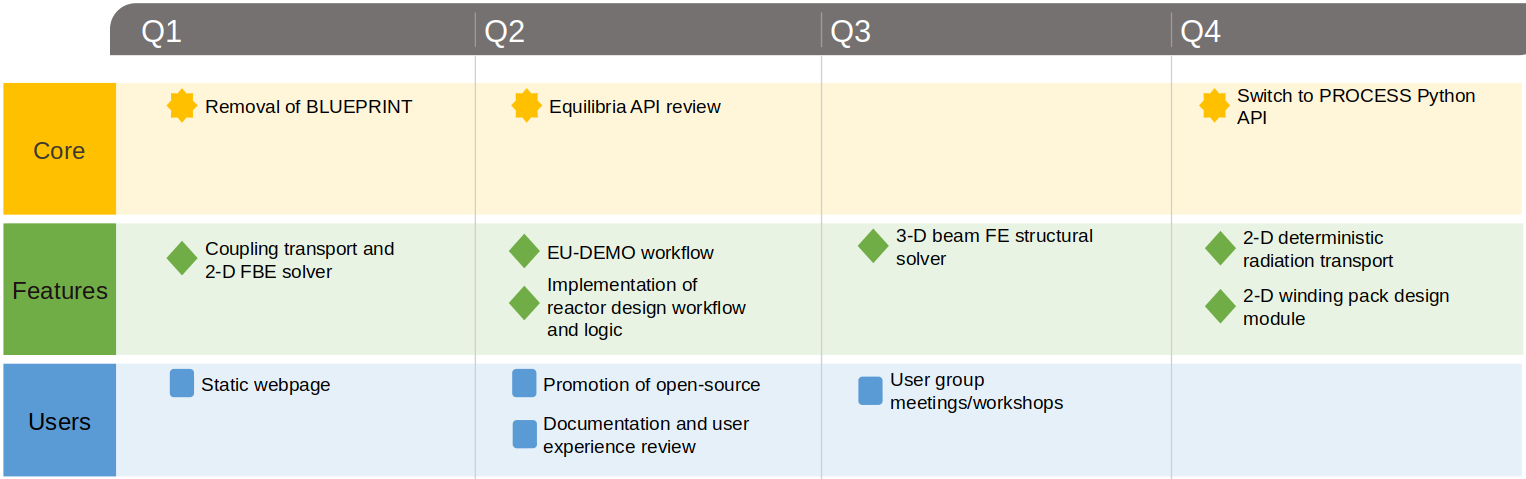 Q1
Q2
Q3
Q4
Core
Removal of BLUEPRINT
Equilibria API review
Switch to PROCESS Python
API
Features
Coupling transport and
2-D FBE solver
EU-DEMO workflow
Implementation of
reactor design workflow
and logic
3-D beam FE structural
solver
2-D deterministic
radiation transport
2-D winding pack design
module
Users
Static webpage
Promotion of open-source
Documentation and user
experience review
User group
meetings/workshops